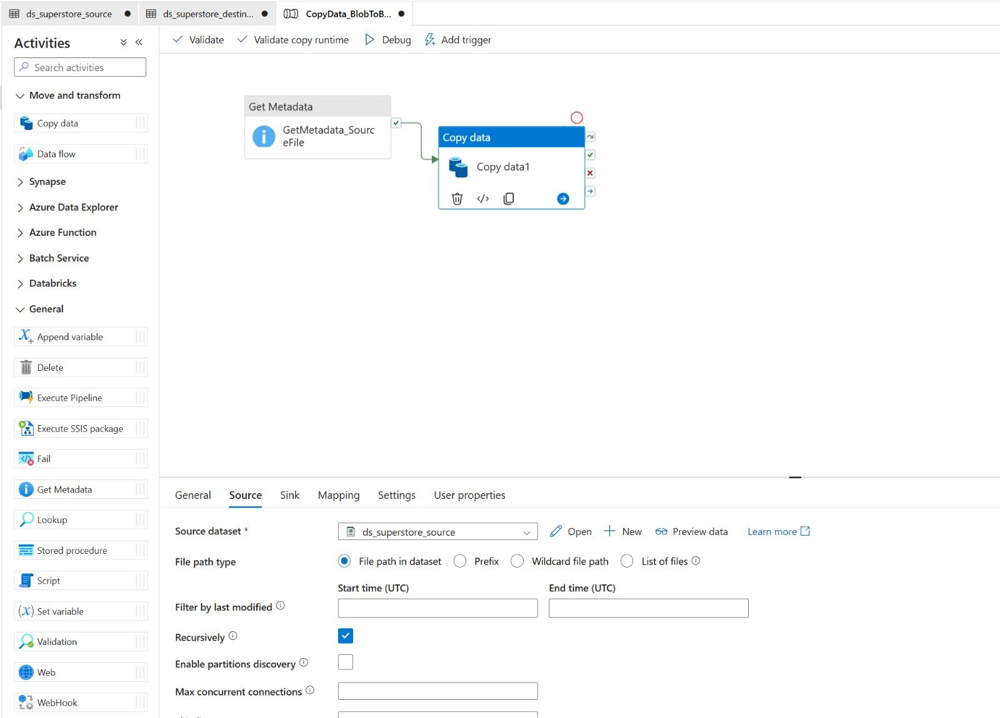 ds_superstore_source
ds_superstore_destin...
CopyData_BlobToB...
Activities
Validate
Validate copy runtime
Debug
Add trigger
Search activities
Move and transform
Copy data
Data flow
Synapse
Azure Data Explorer
Azure Function
Batch Service
Databricks
General
Append variable
Delete
Execute Pipeline
Execute SSIS package
Fail
Get Metadata
Lookup
Stored procedure
Script
Set variable
Validation
Web
WebHook
Get Metadata
GetMetadata_Sourc
eFile
Copy data
Copy data1
General
Source
Sink
Mapping
Settings
User properties
Source dataset *
ds_superstore_source
Open
New
Preview data
Learn more
File path type
File path in dataset
Prefix
Wildcard file path
List of files
Start time (UTC)
End time (UTC)
Filter by last modified
Recursively
Enable partitions discovery
Max concurrent connections